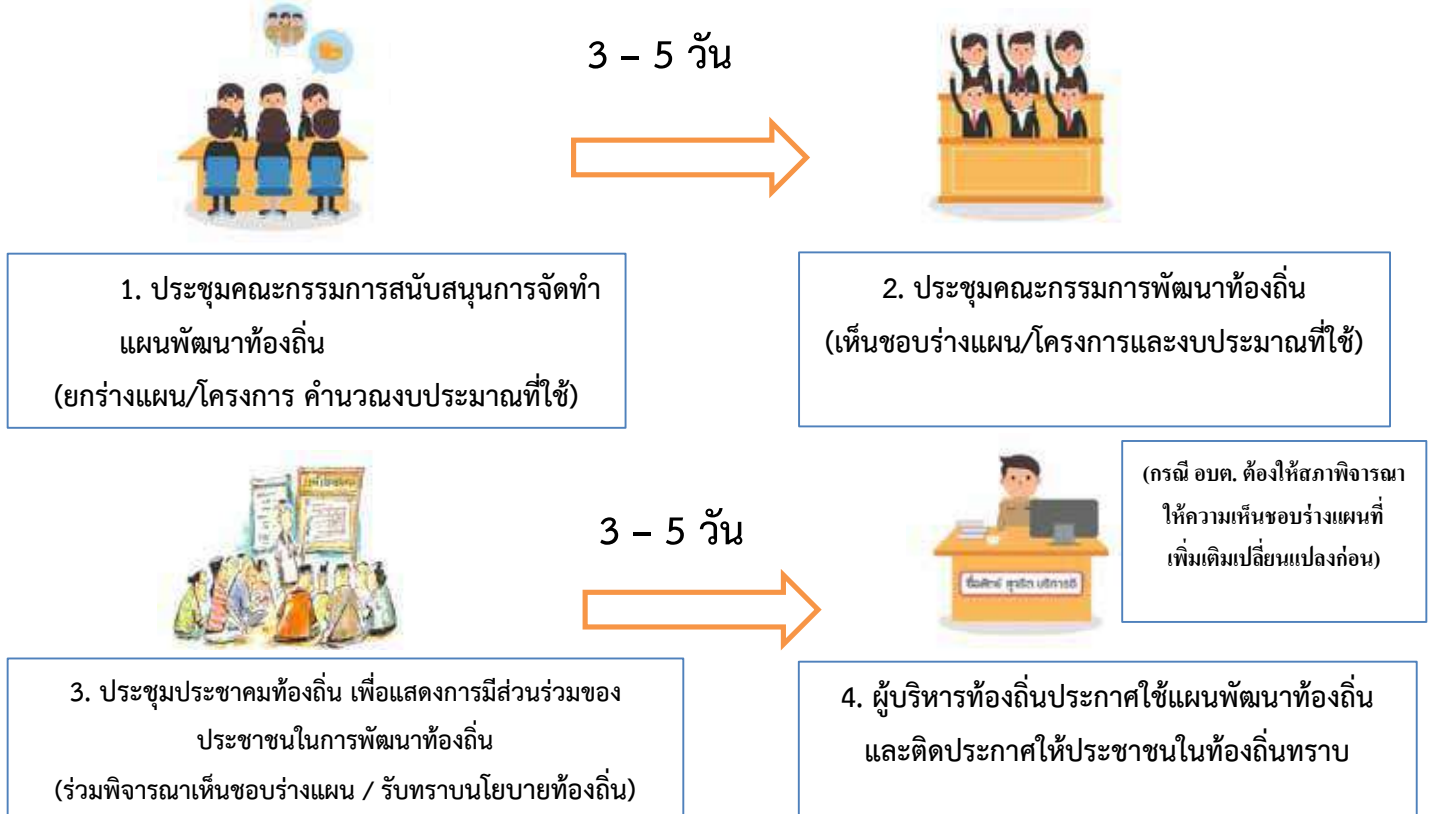 3 – 5 วัน
1. ประชุมคณะกรรมการสนับสนุนการจัดทำ
แผนพัฒนาท้องถิ่น
(ยกร่างแผน/โครงการ คำนวณงบประมาณที่ใช้)
2. ประชุมคณะกรรมการพัฒนาท้องถิ่น
(เห็นชอบร่างแผน/โครงการและงบประมาณที่ใช้)
3 – 5 วัน
(กรณี อบต. ต้องให้สภาพิจารณา
ให้ความเห็นชอบร่างแผนที่
เพิ่มเติมเปลี่ยนแปลงก่อน)
ซื่อสัตย์ สุจริต บริการดี
3. ประชุมประชาคมท้องถิ่น เพื่อแสดงการมีส่วนร่วมของ
ประชาชนในการพัฒนาท้องถิ่น
(ร่วมพิจารณาเห็นชอบร่างแผน / รับทราบนโยบายท้องถิ่น)
4. ผู้บริหารท้องถิ่นประกาศใช้แผนพัฒนาท้องถิ่น
และติดประกาศให้ประชาชนในท้องถิ่นทราบ